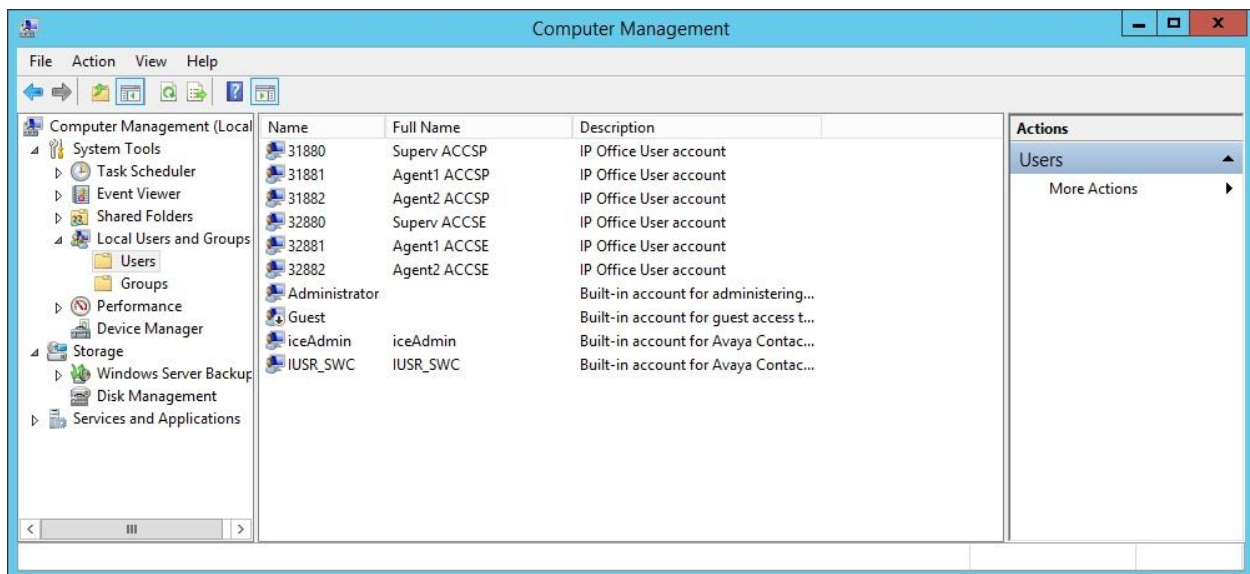 Computer Management
File Action View Help
Computer Management (Local
System Tools
Task Scheduler
Event Viewer
Shared Folders
Local Users and Groups
Users
Groups
Performance
Device Manager
Storage
Windows Server Backup
Disk Management
Services and Applications
Name Full Name Description
31880 Superv ACCSP IP Office User account
31881 Agent1 ACCSP IP Office User account
31882 Agent2 ACCSP IP Office User account
32880 Superv ACCSE IP Office User account
32881 Agent1 ACCSE IP Office User account
32882 Agent2 ACCSE IP Office User account
Administrator Built-in account for administering...
Guest Built-in account for guest access t...
iceAdmin iceAdmin Built-in account for Avaya Contac...
IUSR_SWC IUSR_SWC Built-in account for Avaya Contac...
Actions
Users
More Actions